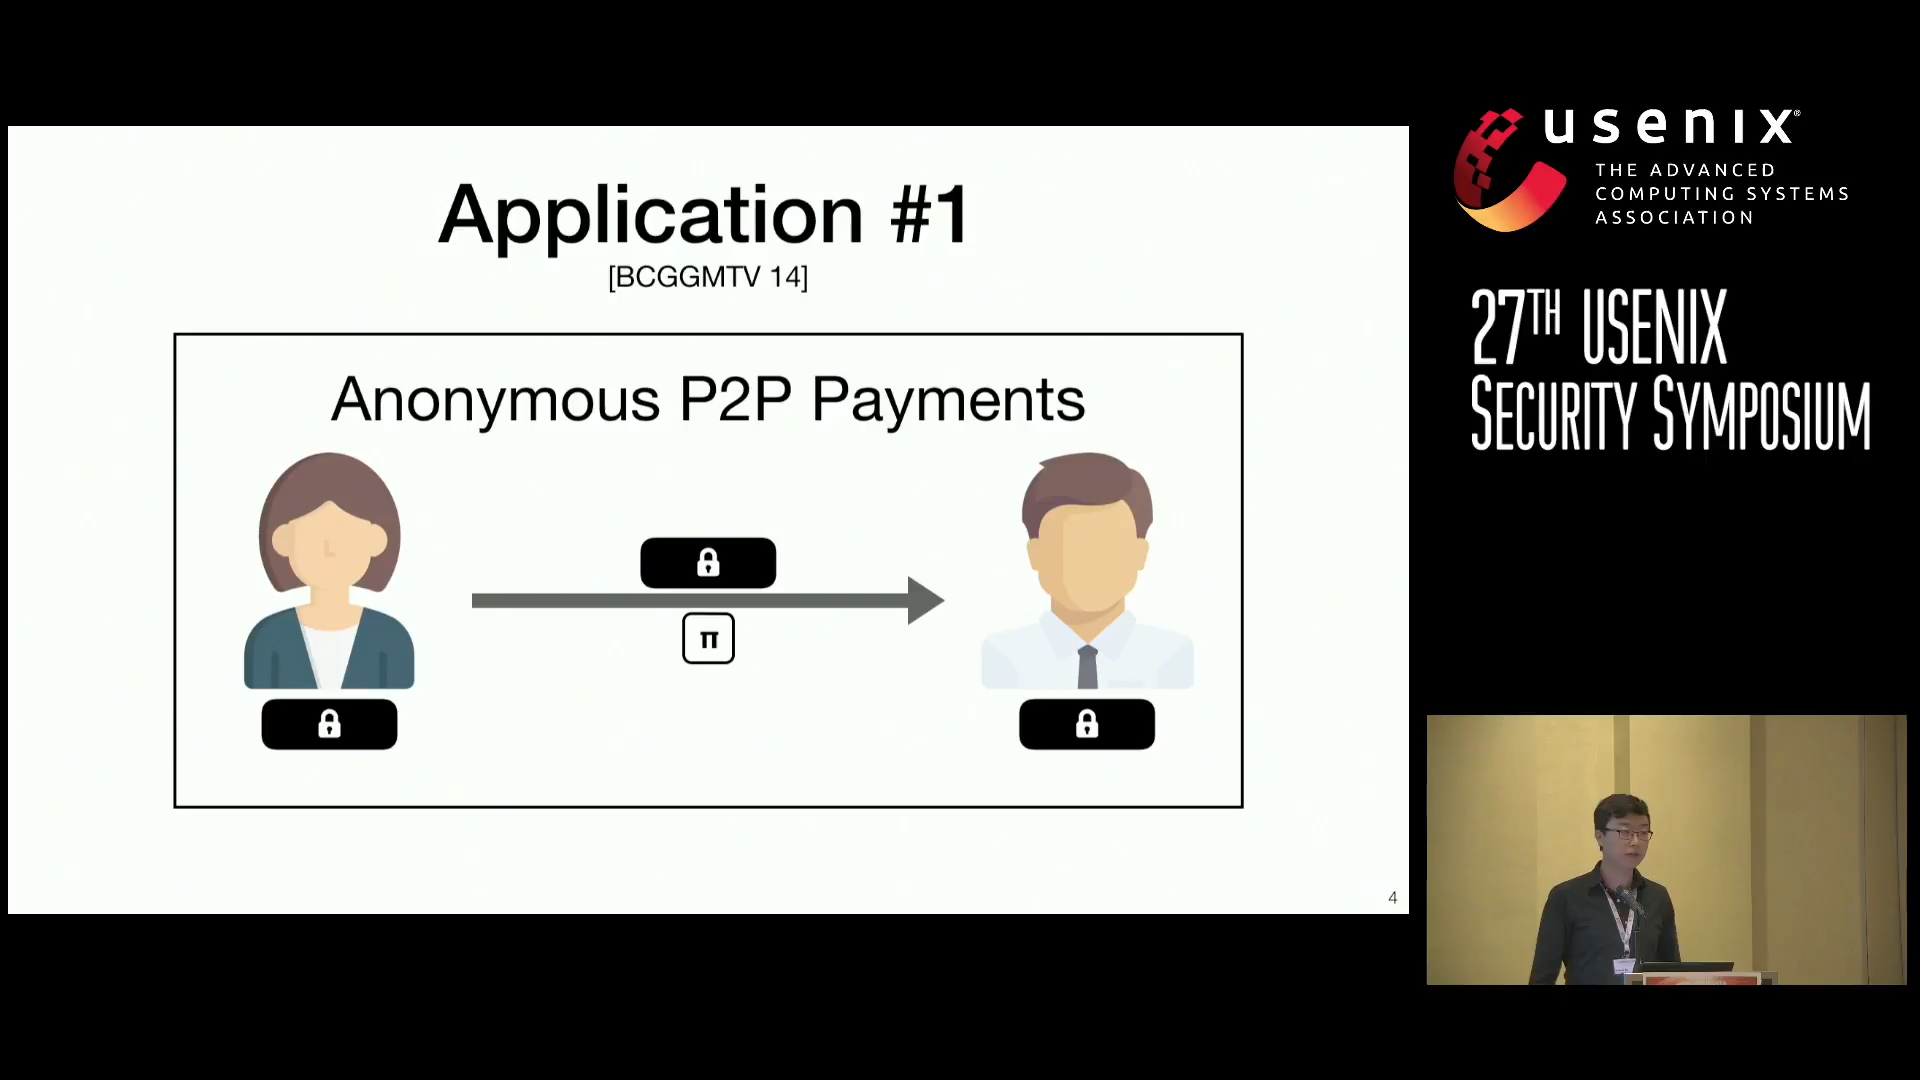 Application #1
[BCGGMTV 14]
Anonymous P2P Payments
π
4
usenix®
THE ADVANCED
COMPUTING SYSTEMS
ASSOCIATION
27TH USENIX
SECURITY SYMPOSIUM